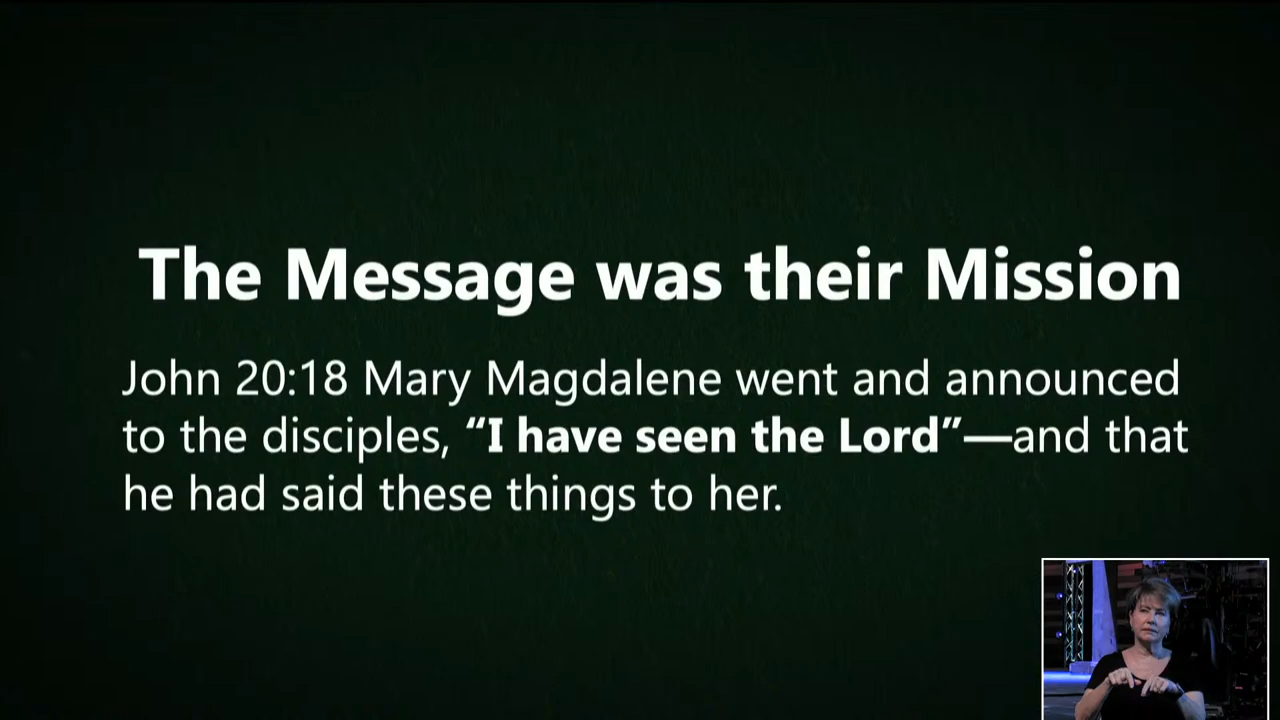 The Message was their Mission
John 20:18 Mary Magdalene went and announced
to the disciples, “I have seen the Lord”—and that
he had said these things to her.